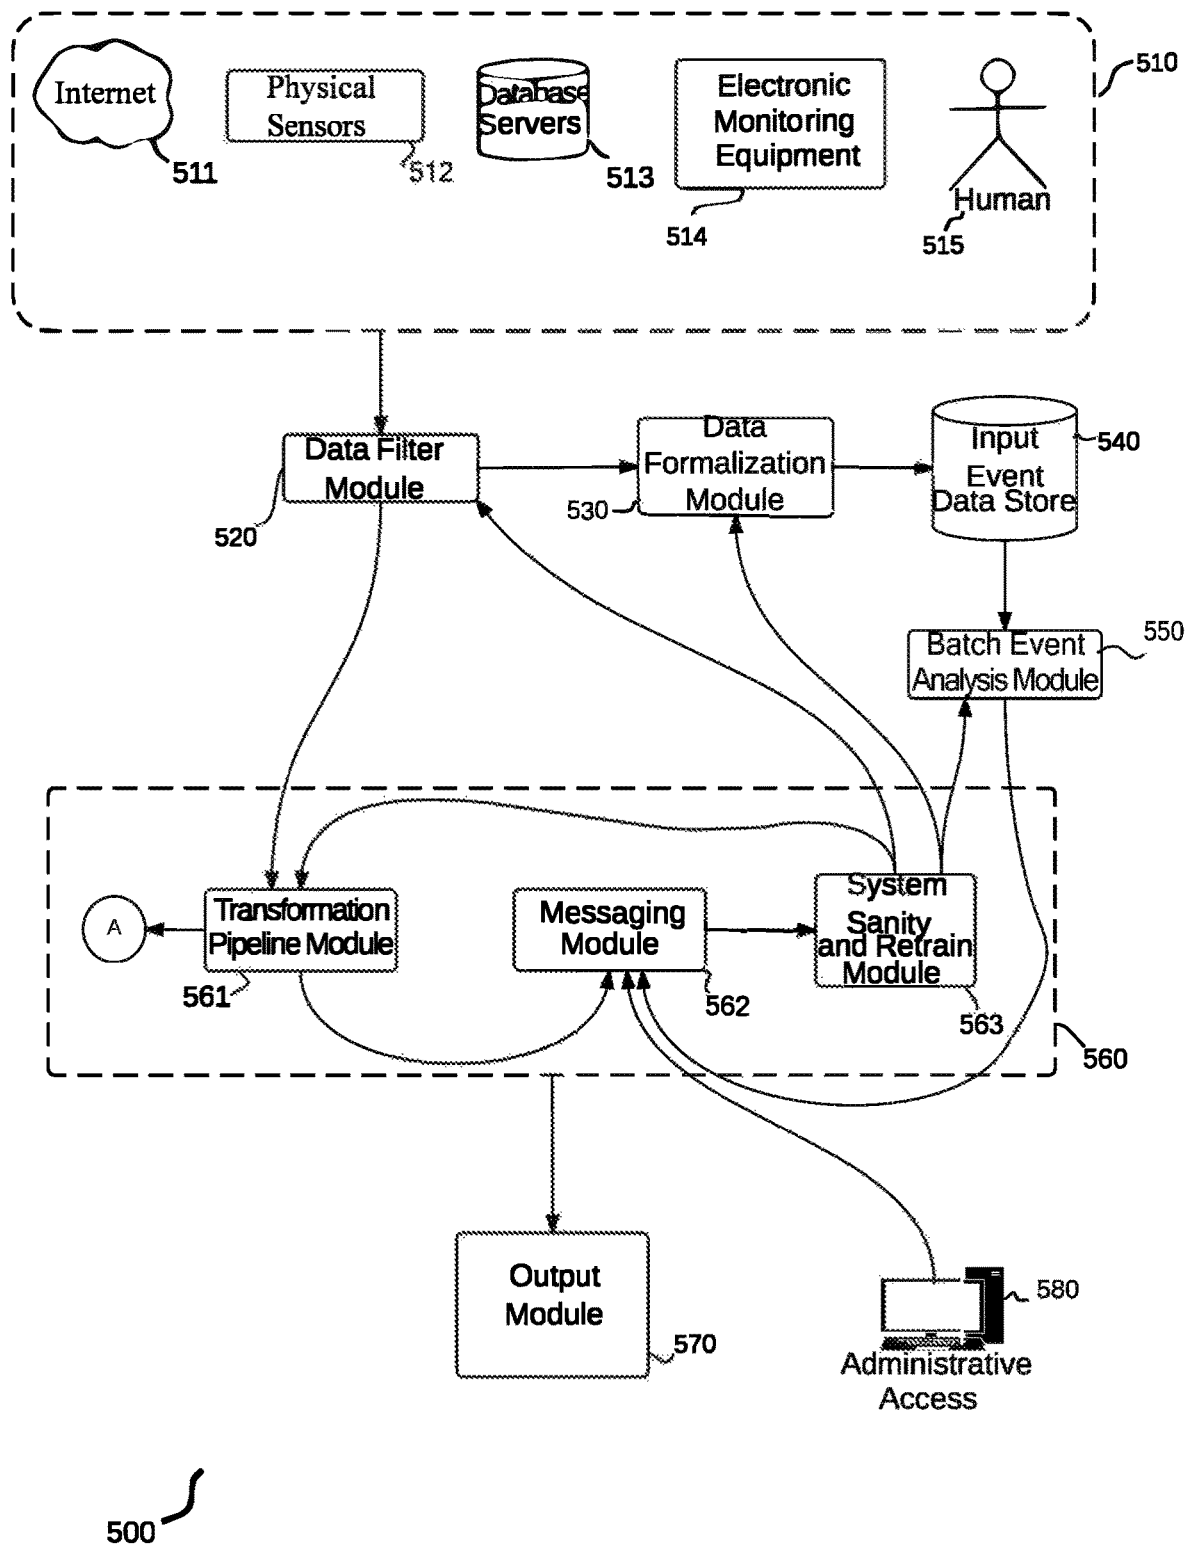 Internet
511
Physical
Sensors
512
Database
Servers
513
Electronic
Monitoring
Equipment
514
Human
515
510
Data Filter
Module
520
Data
Formalization
Module
530
Input
Event
Data Store
540
Batch Event
Analysis Module
550
A
Transformation
Pipeline Module
561
Messaging
Module
562
System
Sanity
and Retrain
Module
563
560
Output
Module
570
580
Administrative
Access
500